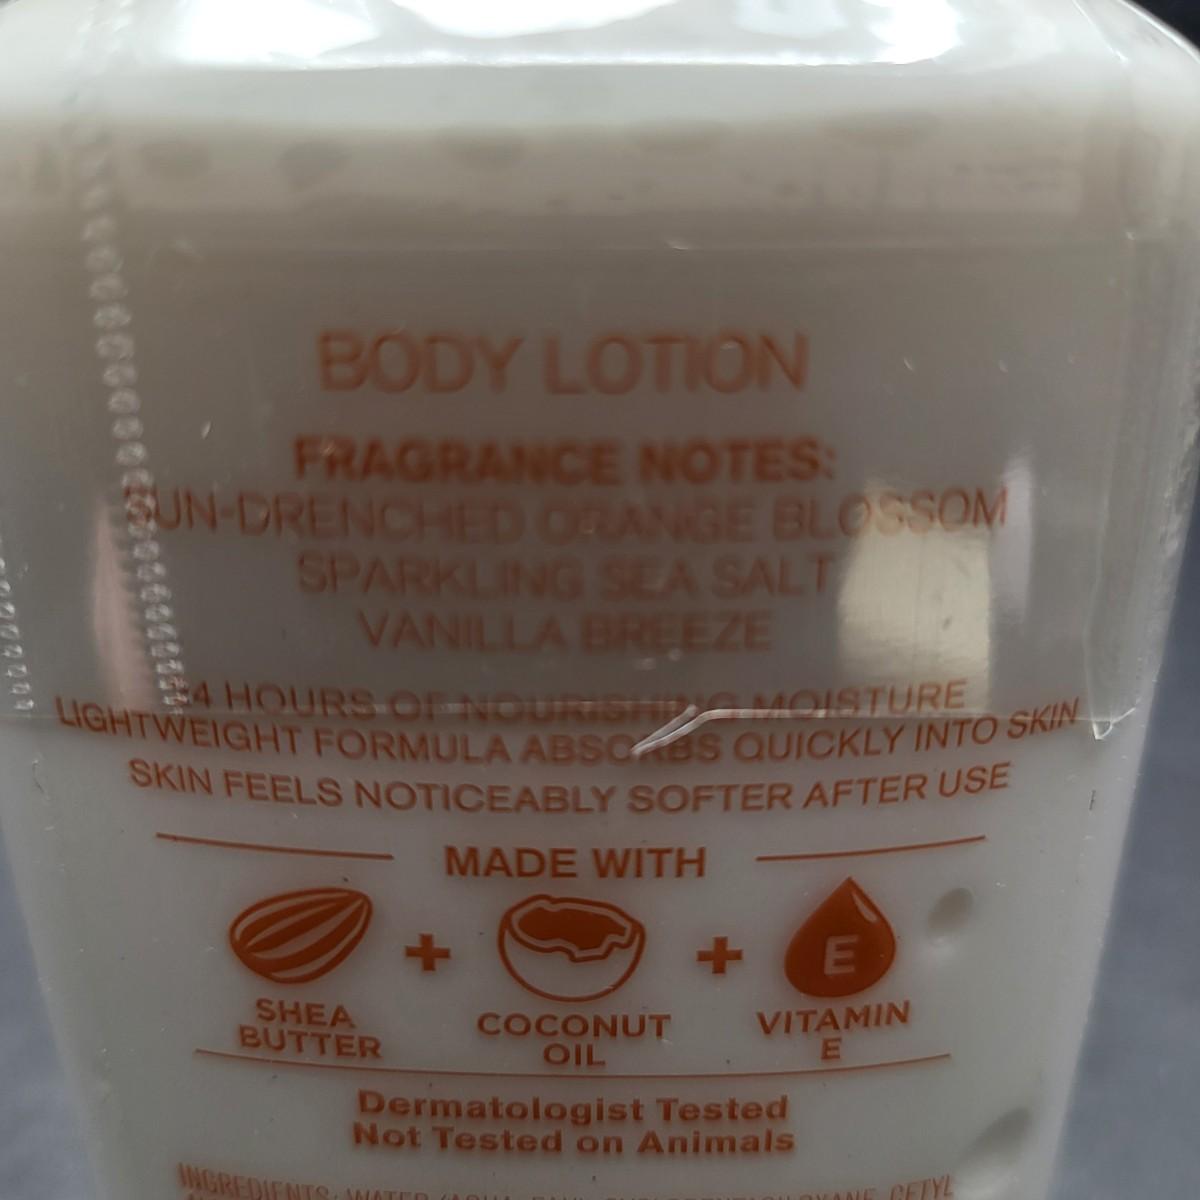 BODY LOTION
FRAGRANCE NOTES:
SUN-DRENCHED ORANGE BLOSSOM
SPARKLING SEA SALT
VANILLA BREEZE
24 HOURS OF NOURISHING MOISTURE
LIGHTWEIGHT FORMULA ABSORBS QUICKLY INTO SKIN
SKIN FEELS NOTICEABLY SOFTER AFTER USE
MADE WITH
SHEA BUTTER + COCONUT OIL + E VITAMIN E
Dermatologist Tested
Not Tested on Animals
INGREDIENTS: WATER